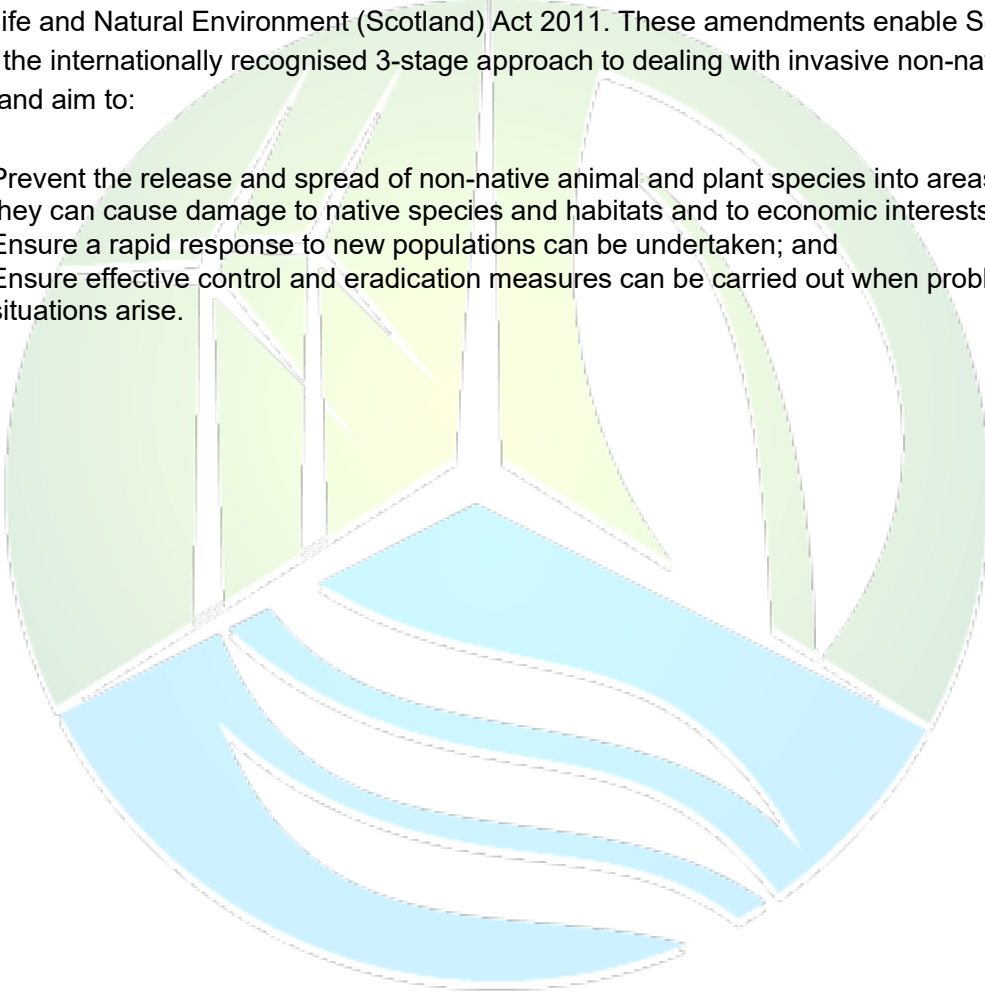 ife and Natural Environment (Scotland) Act 2011. These amendments enable S
the internationally recognised 3-stage approach to dealing with invasive non-na
and aim to:
Prevent the release and spread of non-native animal and plant species into areas
hey can cause damage to native species and habitats and to economic interests
Ensure a rapid response to new populations can be undertaken; and
Ensure effective control and eradication measures can be carried out when probl
situations arise.